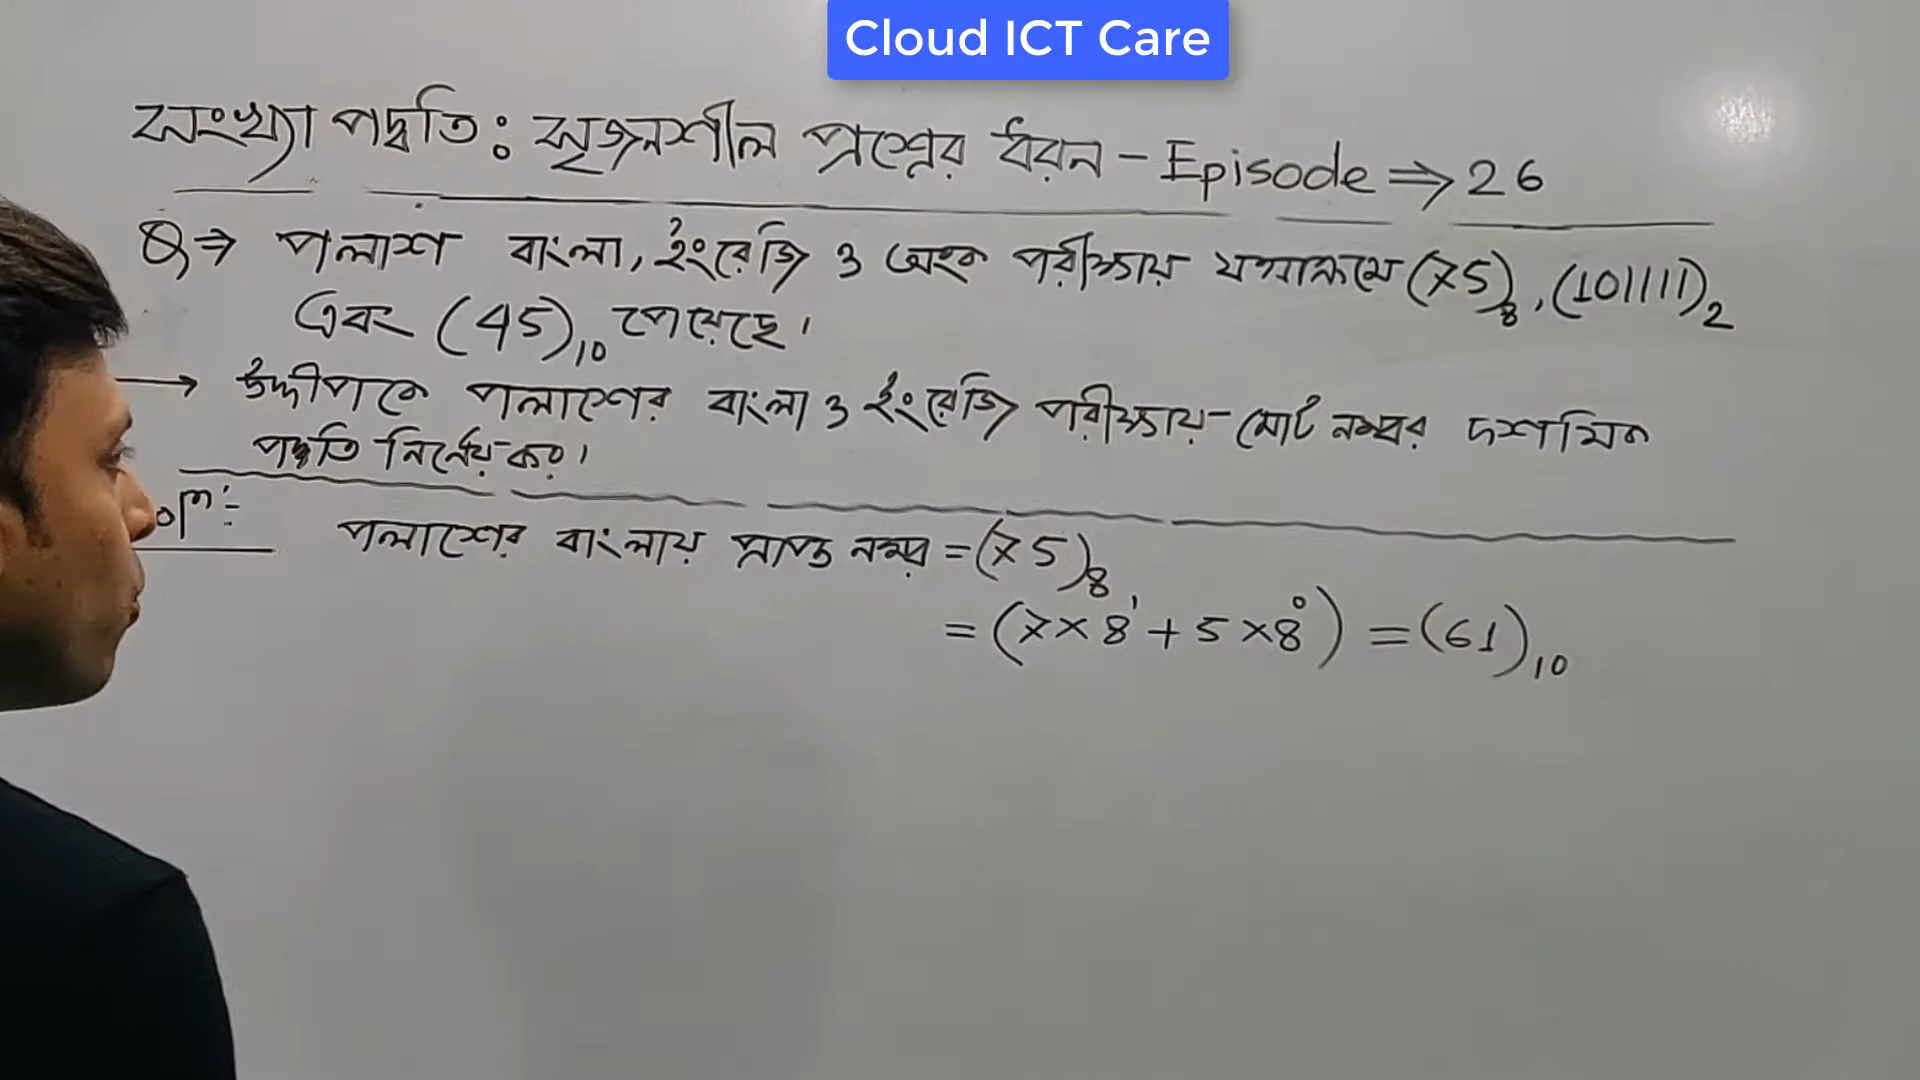 Cloud ICT Care
সংখ্যা পদ্ধতি: সৃজনশীল প্রশ্নের ধরন - Episode ⇒ 26
Q ⇒ পলাশ বাংলা, ইংরেজি ও অংক পরীক্ষায় যথাক্রমে (75)₈, (101111)₂
এবং (45)₁₀ পেয়েছে।
→ উদ্দীপকে পলাশের বাংলা ও ইংরেজি পরীক্ষায় মোট নম্বর দশমিক
পদ্ধতি নির্ণয় কর।
olⁿ:- পলাশের বাংলায় প্রাপ্ত নম্বর = (75)₈
= (7×8¹ + 5×8⁰) = (61)₁₀